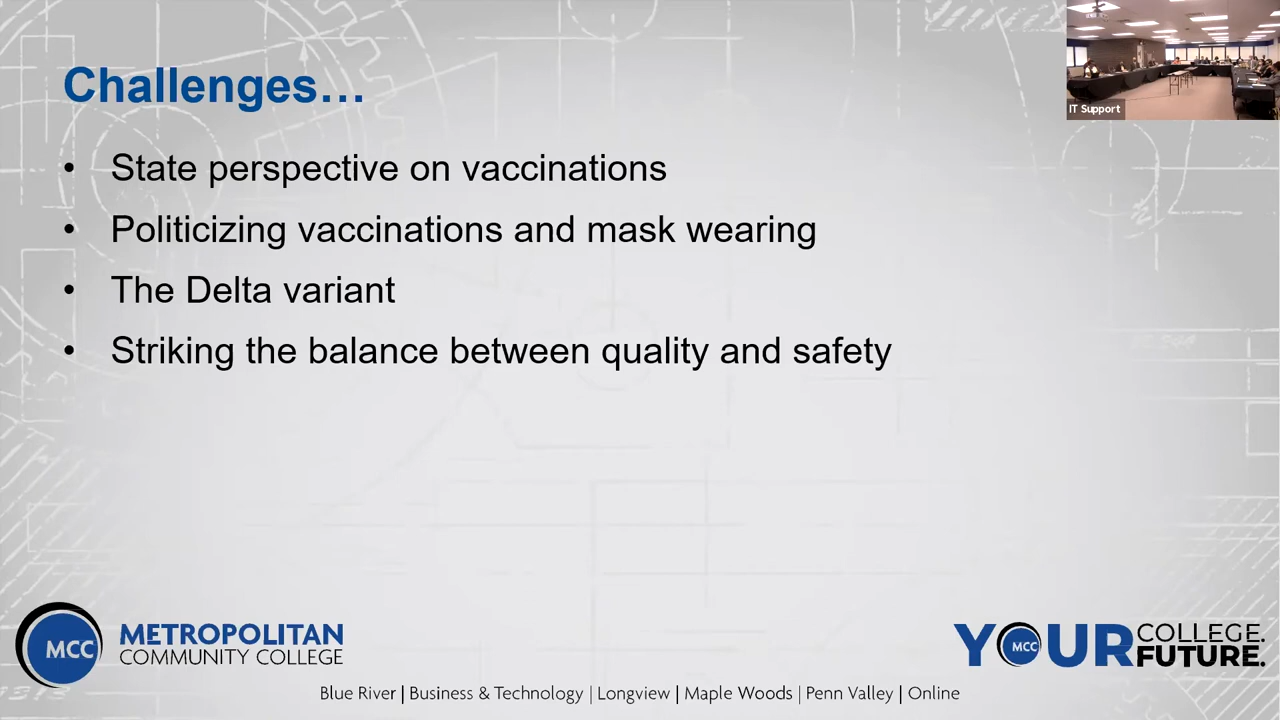 Challenges…
IT Support
• State perspective on vaccinations
• Politicizing vaccinations and mask wearing
• The Delta variant
• Striking the balance between quality and safety
MCC
METROPOLITAN
COMMUNITY COLLEGE
YOUR
MCC
COLLEGE.
FUTURE.
Blue River | Business & Technology | Longview | Maple Woods | Penn Valley | Online